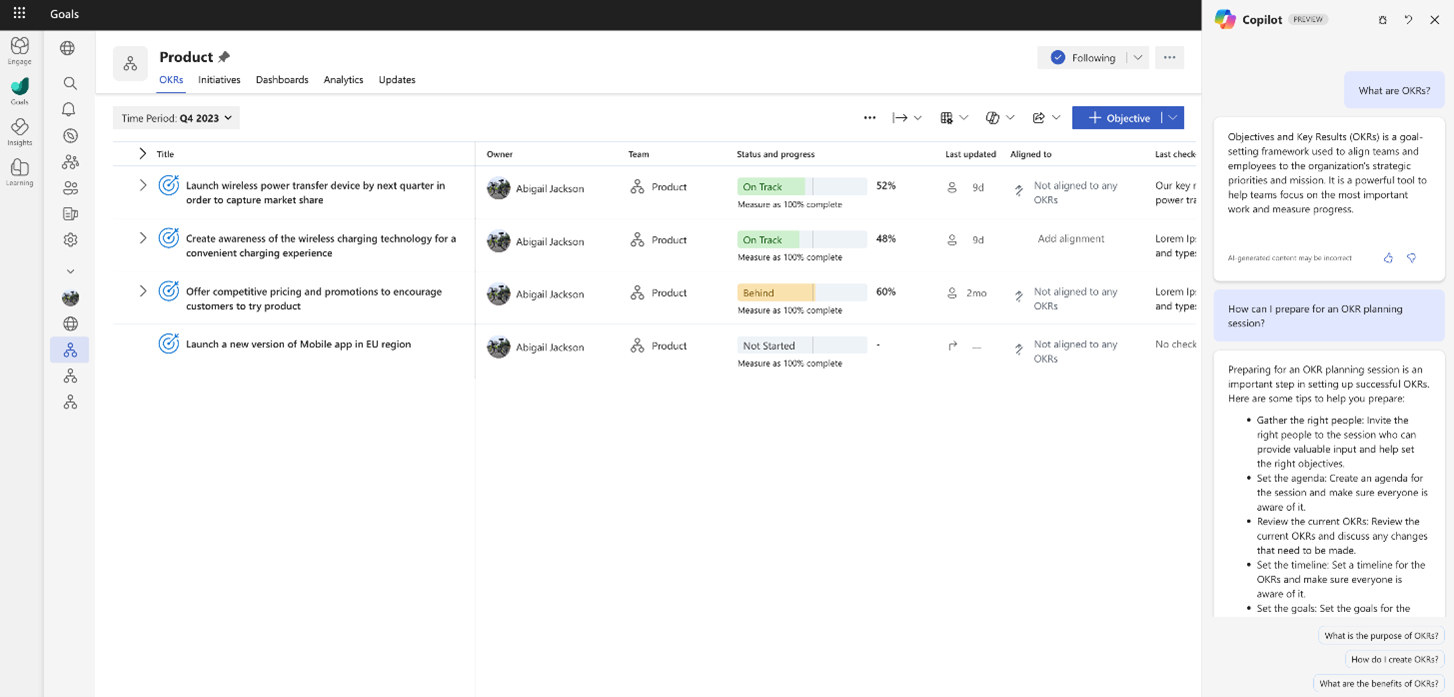 Goals
Engage
Goals
Insights
Learning
Product
OKRs Initiatives Dashboards Analytics Updates
Following
Time Period: Q4 2023
Objective
Title Owner Team Status and progress Last updated Aligned to Last check
Launch wireless power transfer device by next quarter in
order to capture market share
Abigail Jackson
Product
On Track
52%
Measure as 100% complete
9d
Not aligned to any
OKRs
Our key r
power tra
Create awareness of the wireless charging technology for a
convenient charging experience
Abigail Jackson
Product
On Track
48%
Measure as 100% complete
9d
Add alignment
Lorem Ips
and type:
Offer competitive pricing and promotions to encourage
customers to try product
Abigail Jackson
Product
Behind
60%
Measure as 100% complete
2mo
Not aligned to any
OKRs
Lorem Ips
and type:
Launch a new version of Mobile app in EU region
Abigail Jackson
Product
Not Started
-
Measure as 100% complete
—
Not aligned to any
OKRs
No check
Copilot PREVIEW
What are OKRs?
Objectives and Key Results (OKRs) is a goal-
setting framework used to align teams and
employees to the organization's strategic
priorities and mission. It is a powerful tool to
help teams focus on the most important
work and measure progress.
AI-generated content may be incorrect
How can I prepare for an OKR planning
session?
Preparing for an OKR planning session is an
important step in setting up successful OKRs.
Here are some tips to help you prepare:
• Gather the right people: Invite the
right people to the session who can
provide valuable input and help set
the right objectives.
• Set the agenda: Create an agenda for
the session and make sure everyone is
aware of it.
• Review the current OKRs: Review the
current OKRs and discuss any changes
that need to be made.
• Set the timeline: Set a timeline for the
OKRs and make sure everyone is
aware of it.
• Set the goals: Set the goals for the
What is the purpose of OKRs?
How do I create OKRs?
What are the benefits of OKRs?